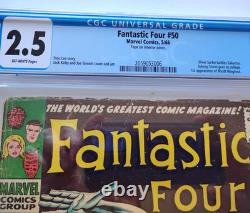 CGC UNIVERSAL GRADE
2.5
OFF-WHITE Pages
Fantastic Four #50
Marvel Comics, 5/66
Tape on interior cover.
Stan Lee story
Jack Kirby and Joe Sinnott cover and art
Silver Surfer battles Galactus.
Johnny Storm goes to college.
1st appearance of Wyatt Wingfoot.
THE WORLD'S GREATEST COMIC MAGAZINE!
Fantastic
Four
MARVEL
COMICS
GROUP